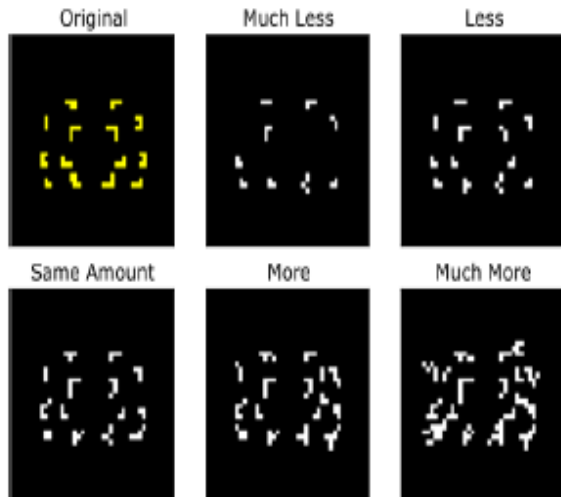 Original
Much Less
Less
Same Amount
More
Much More